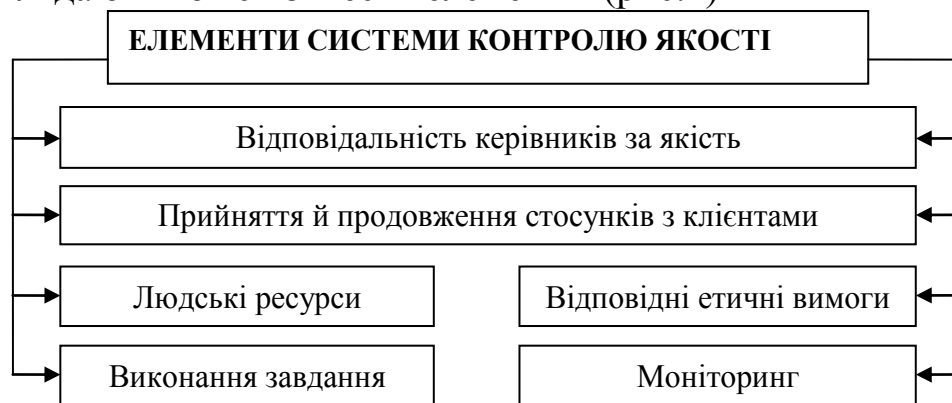 ЕЛЕМЕНТИ СИСТЕМИ КОНТРОЛЮ ЯКОСТІ
Відповідальність керівників за якість
Прийняття й продовження стосунків з клієнтами
Людські ресурси
Відповідні етичні вимоги
Виконання завдання
Моніторинг